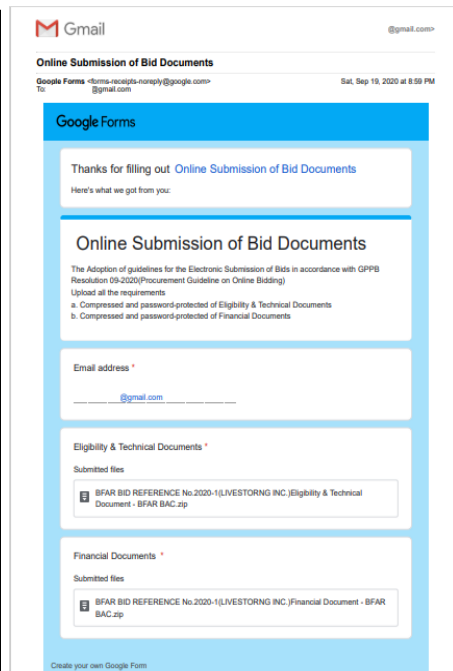 Gmail
@gmail.com>
Online Submission of Bid Documents
Google Forms <forms-receipts-noreply@google.com>
Sat, Sep 19, 2020 at 8:59 PM
To: @gmail.com
Google Forms
Thanks for filling out Online Submission of Bid Documents
Here's what we got from you:
Online Submission of Bid Documents
The Adoption of guidelines for the Electronic Submission of Bids in accordance with GPPB
Resolution 09-2020(Procurement Guideline on Online Bidding)
Upload all the requirements
a. Compressed and password-protected of Eligibility & Technical Documents
b. Compressed and password-protected of Financial Documents
Email address *
@gmail.com
Eligibility & Technical Documents *
Submitted files
BFAR BID REFERENCE No.2020-1(LIVESTORNG INC.)Eligibility & Technical
Document - BFAR BAC.zip
Financial Documents *
Submitted files
BFAR BID REFERENCE No.2020-1(LIVESTORNG INC.)Financial Document - BFAR
BAC.zip
Create your own Google Form